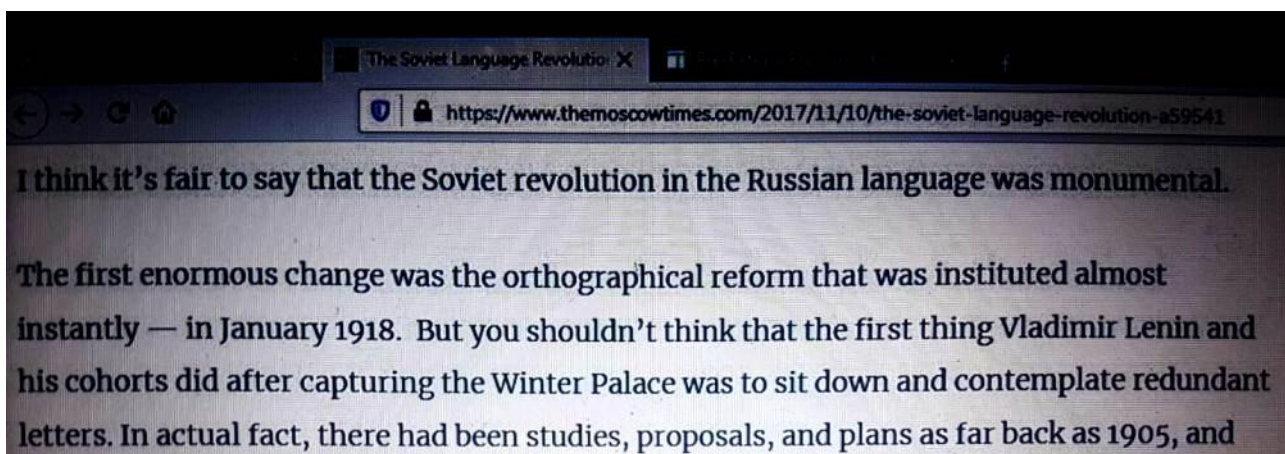 The Soviet Language Revolutio
https://www.themoscowtimes.com/2017/11/10/the-soviet-language-revolution-a59541
I think it's fair to say that the Soviet revolution in the Russian language was monumental.
The first enormous change was the orthographical reform that was instituted almost
instantly — in January 1918. But you shouldn't think that the first thing Vladimir Lenin and
his cohorts did after capturing the Winter Palace was to sit down and contemplate redundant
letters. In actual fact, there had been studies, proposals, and plans as far back as 1905, and